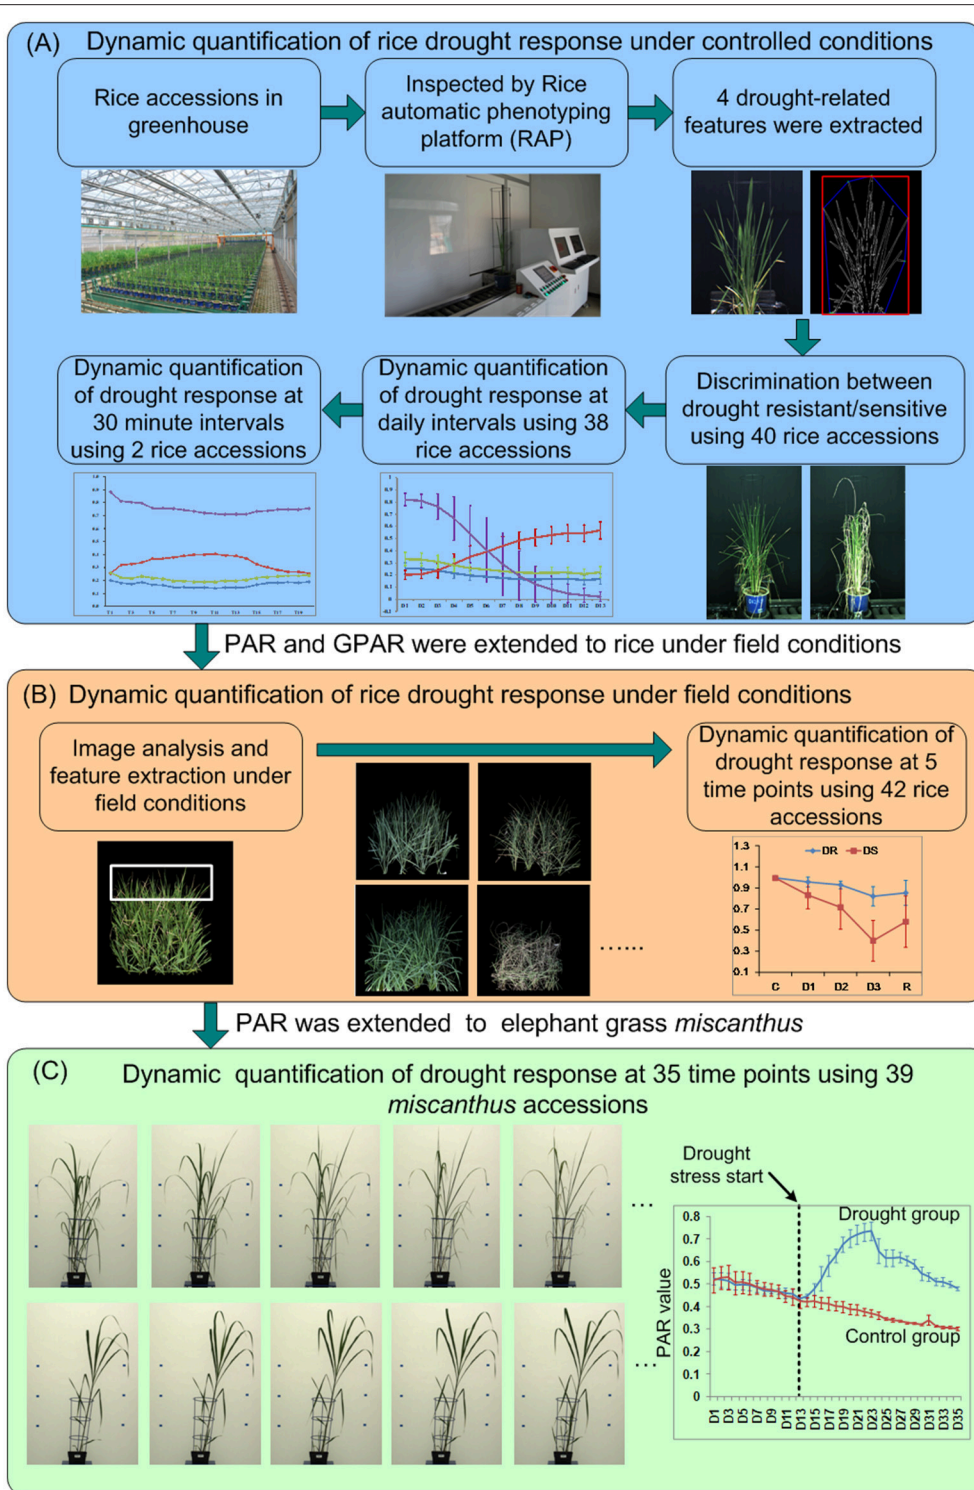 (A) Dynamic quantification of rice drought response under controlled conditions
Rice accessions in
greenhouse
Inspected by Rice
automatic phenotyping
platform (RAP)
4 drought-related
features were extracted
Dynamic quantification
of drought response at
30 minute intervals
using 2 rice accessions
Dynamic quantification
of drought response at
daily intervals using 38
rice accessions
Discrimination between
drought resistant/sensitive
using 40 rice accessions
PAR and GPAR were extended to rice under field conditions
(B) Dynamic quantification of rice drought response under field conditions
Image analysis and
feature extraction under
field conditions
Dynamic quantification of
drought response at 5
time points using 42 rice
accessions
......
1.3
1.1
0.9
0.7
0.5
0.3
0.1
DR DS
C D1 D2 D3 R
PAR was extended to elephant grass miscanthus
(C) Dynamic quantification of drought response at 35 time points using 39
miscanthus accessions
Drought
stress start
...
...
Drought group
Control group
PAR value
0.8
0.7
0.6
0.5
0.4
0.3
0.2
0.1
0
D1 D3 D5 D7 D9 D11 D13 D15 D17 D19 D21 D23 D25 D27 D29 D31 D33 D35